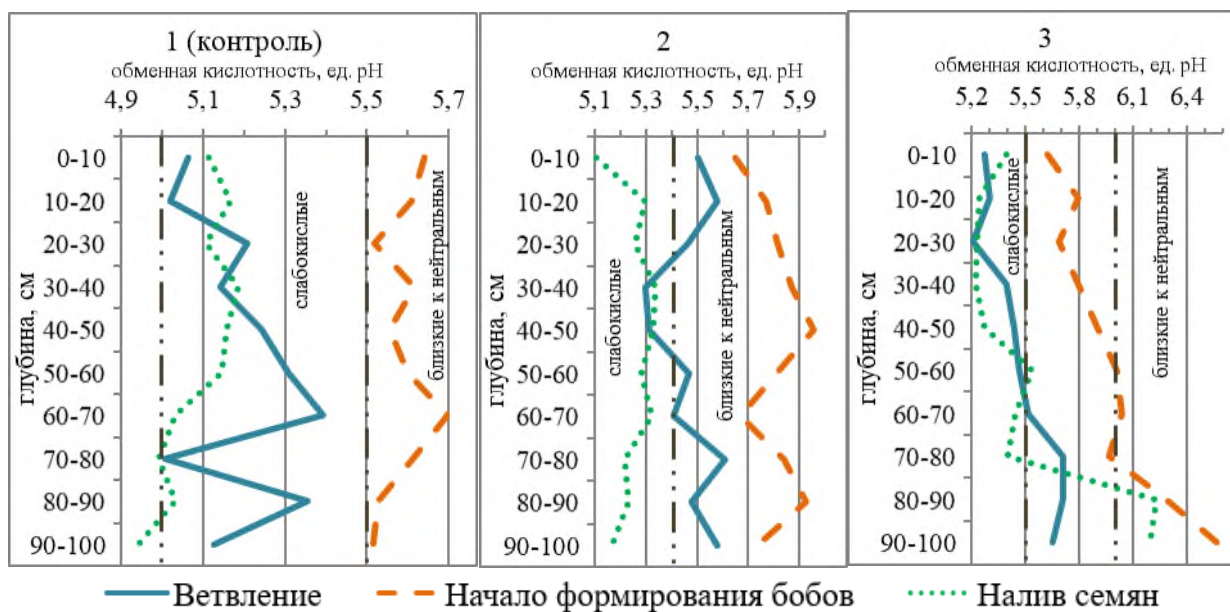 1 (контроль)
обменная кислотность, ед. pH
4,9 5,1 5,3 5,5 5,7
глубина, см
0-10
10-20
20-30
30-40
40-50
50-60
60-70
70-80
80-90
90-100
слабокислые
близкие к нейтральным
2
обменная кислотность, ед. pH
5,1 5,3 5,5 5,7 5,9
глубина, см
0-10
10-20
20-30
30-40
40-50
50-60
60-70
70-80
80-90
90-100
слабокислые
близкие к нейтральным
3
обменная кислотность, ед. pH
5,2 5,5 5,8 6,1 6,4
глубина, см
0-10
10-20
20-30
30-40
40-50
50-60
60-70
70-80
80-90
90-100
слабокислые
близкие к нейтральным
Ветвление Начало формирования бобов Налив семян